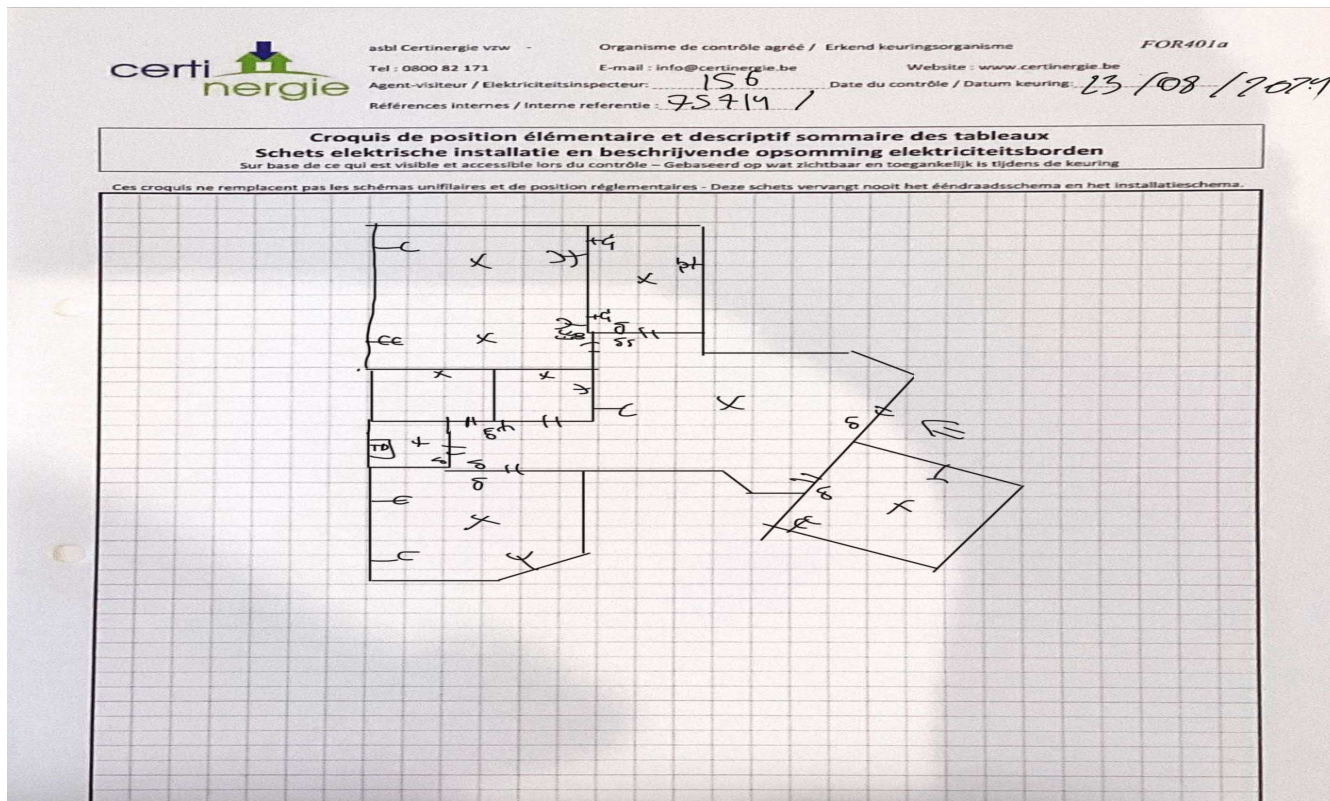 certi
nergie
asbl Certinergie vzw - Organisme de contrôle agréé / Erkend keuringsorganisme FOR401a
Tel : 0800 82 171 E-mail : info@certinergie.be Website : www.certinergie.be
Agent-visiteur / Elektriciteitsinspecteur: 156 Date du contrôle / Datum keuring: 23/08/2024
Références internes / Interne referentie : 75714 /
Croquis de position élémentaire et descriptif sommaire des tableaux
Schets elektrische installatie en beschrijvende opsomming elektriciteitsborden
Sur base de ce qui est visible et accessible lors du contrôle – Gebaseerd op wat zichtbaar en toegankelijk is tijdens de keuring
Ces croquis ne remplacent pas les schémas unifilaires et de position réglementaires - Deze schets vervangt nooit het ééndraadsschema en het installatieschema.
TD